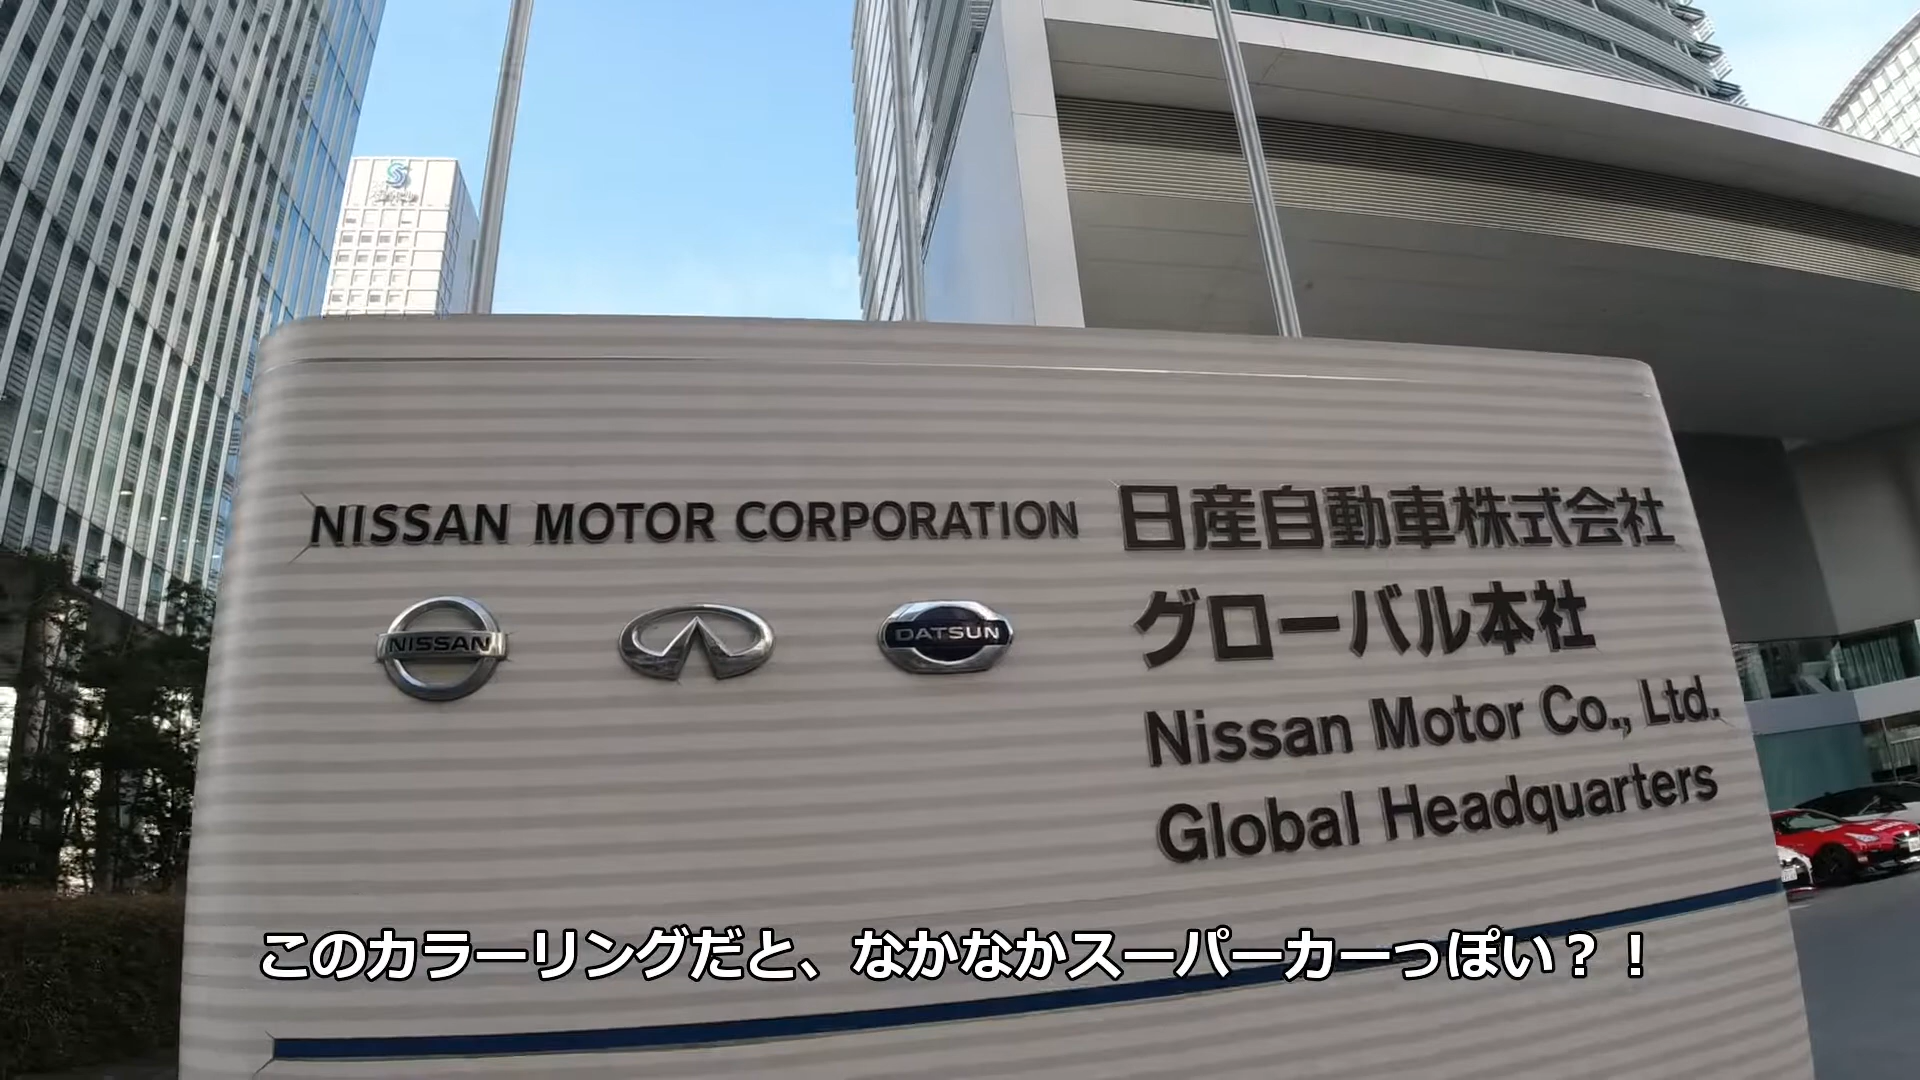 NISSAN MOTOR CORPORATION
NISSAN
DATSUN
日産自動車株式会社
グローバル本社
Nissan Motor Co., Ltd.
Global Headquarters
このカラーリングだと、なかなかスーパーカーっぽい？！